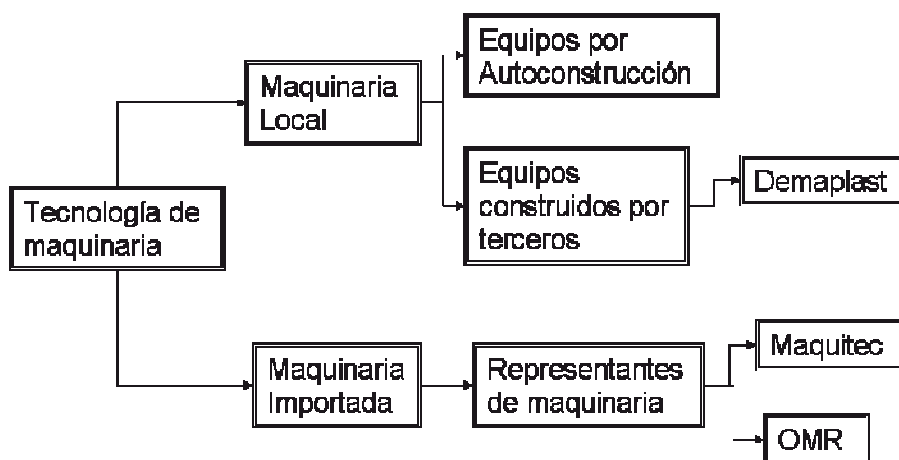 Equipos por
Autoconstrucción
Maquinaria
Local
Equipos
construidos por
terceros
Demaplast
Tecnología de
maquinaria
Maquinaria
Importada
Representantes
de maquinaria
Maquitec
OMR